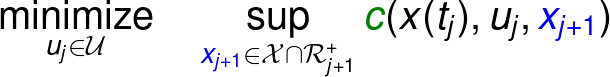 minimize sup c(x(t_j), u_j, x_{j+1})
u_j∈𝒰 x_{j+1}∈𝒳∩ℛ^+_{j+1}